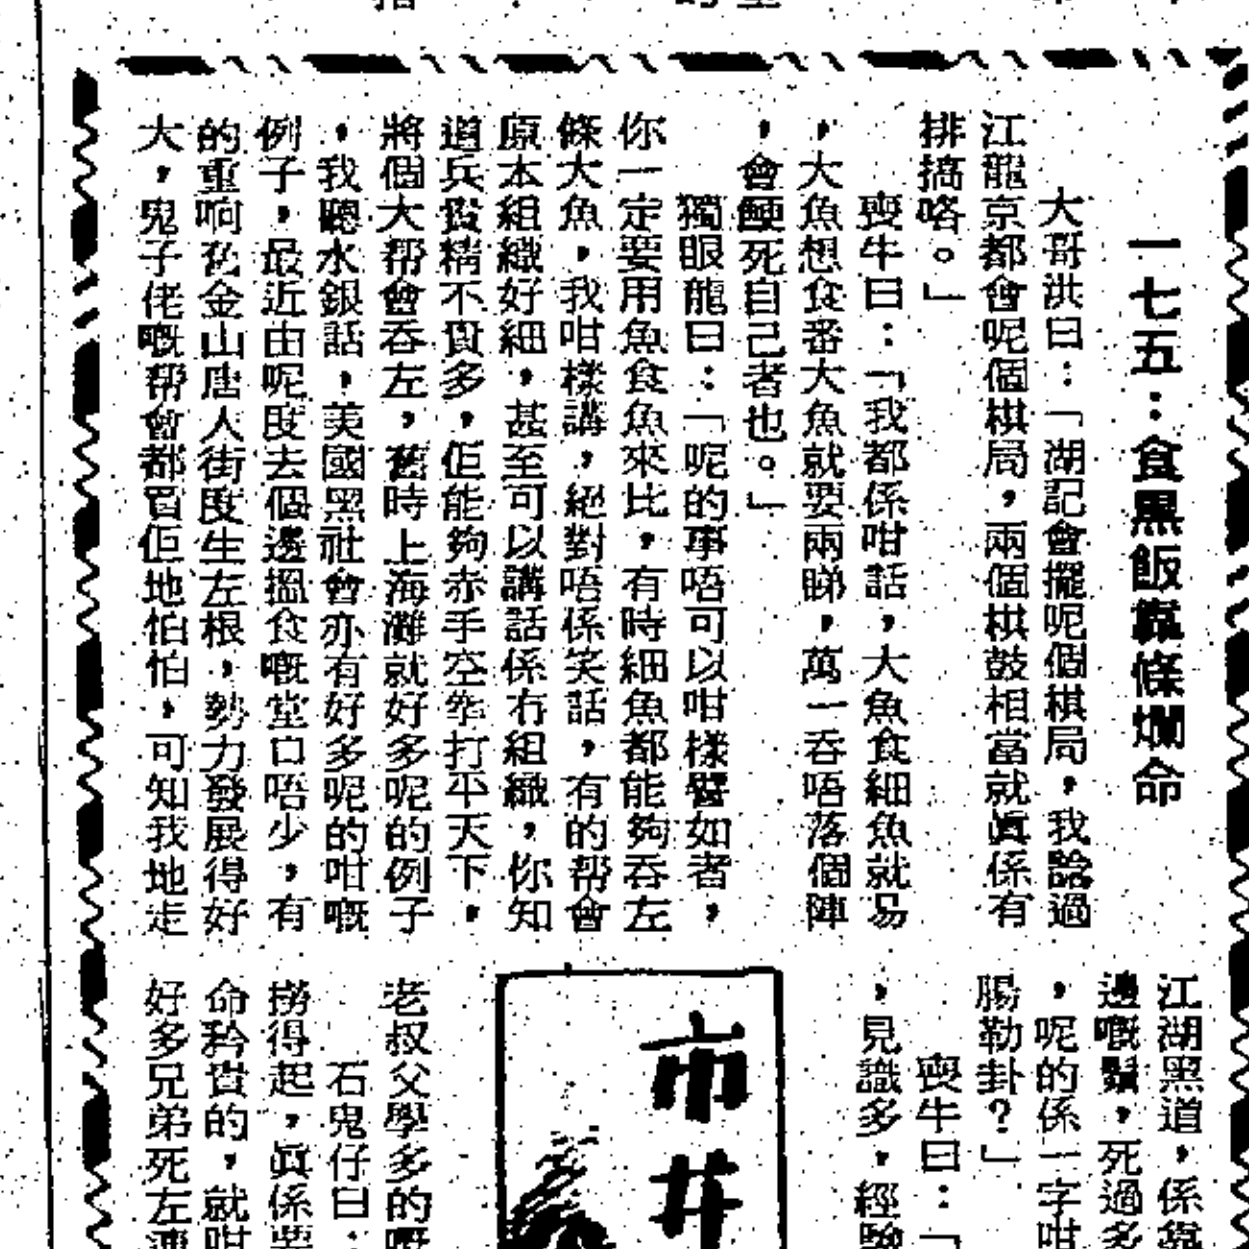 一七五：食黑飯靠條爛命
大哥洪曰：「湖記會擺呢個棋局，我諗過
江龍京都會呢個棋局，兩個棋鼓相當就眞係有
排搞咯。」
喪牛曰：「我都係咁話，大魚食細魚就易
，大魚想食番大魚就要兩睇，萬一吞唔落個陣
，會鯁死自己者也。」
獨眼龍曰：「呢的事唔可以咁樣譬如者，
你一定要用魚食魚來比，有時細魚都能夠吞左
條大魚，我咁樣講，絕對唔係笑話，有的帮會
原本組織好細，甚至可以講話係冇組織，你知
道兵貴精不貴多，佢能夠赤手空拳打平天下，
將個大帮會吞左，舊時上海灘就好多呢的例子
，我聽水銀話，美國黑社會亦有好多呢的咁嘅
例子，最近由呢度去個邊搵食嘅堂口唔少，有
的重响舊金山唐人街度生左根，勢力發展得好
大，鬼子佬嘅帮會都買佢地怕怕，可知我地走
江湖黑道，係靠
邊嘅鬚，死過多
，呢的係一字咁
腸勒卦？」
喪牛曰：「
，見識多，經驗
市井
老叔父學多的嘢
石鬼仔曰：
撈得起，眞係要
命矜貴的，就咁
好多兄弟死左連